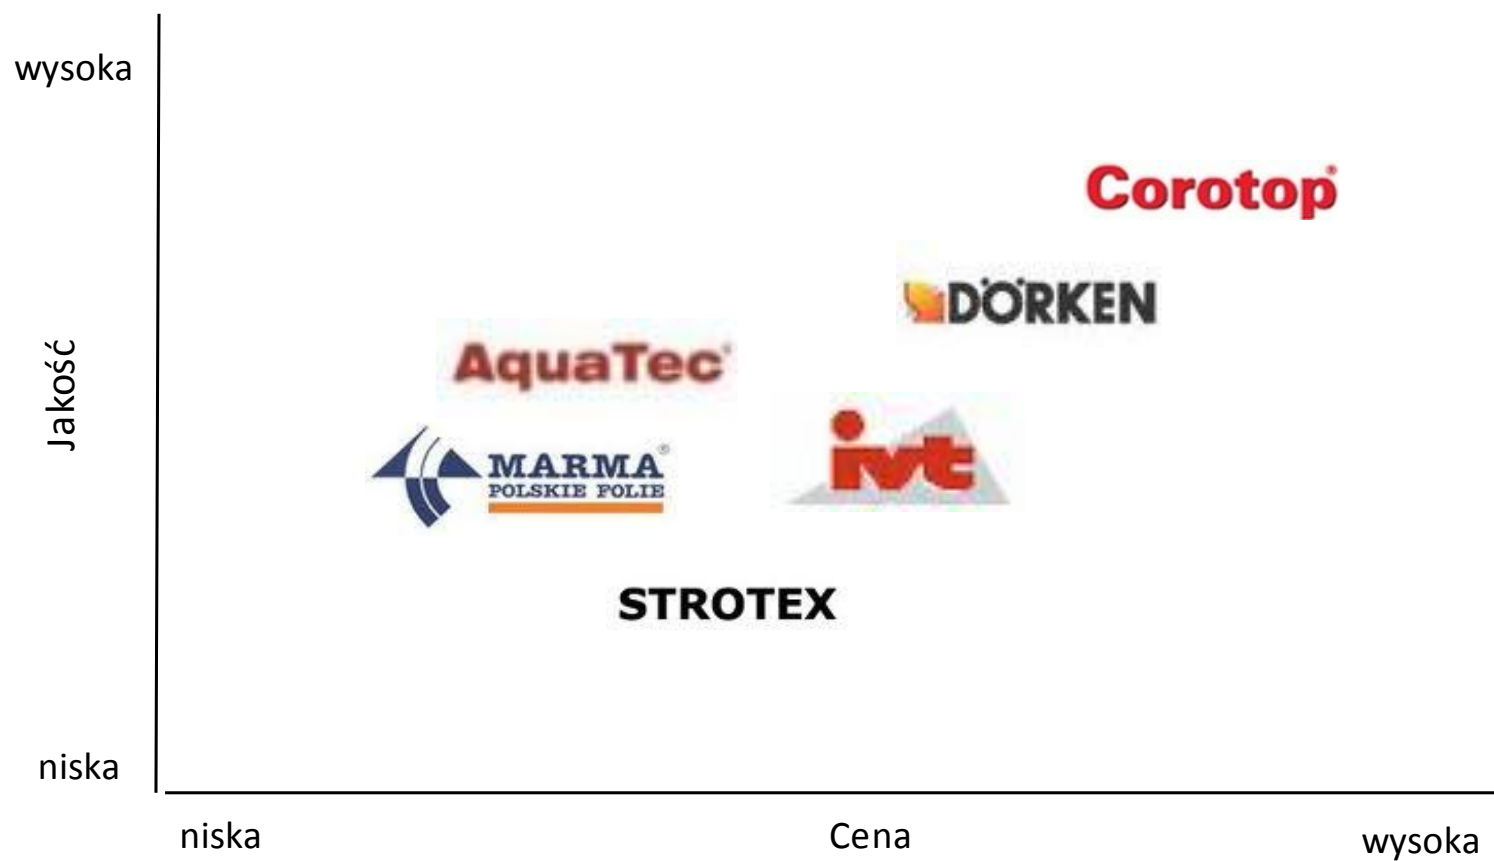 wysoka
Corotop®
DÖRKEN
AquaTec®
Jakość
MARMA®
POLSKIE FOLIE
ivt
STROTEX
niska
niska
Cena
wysoka